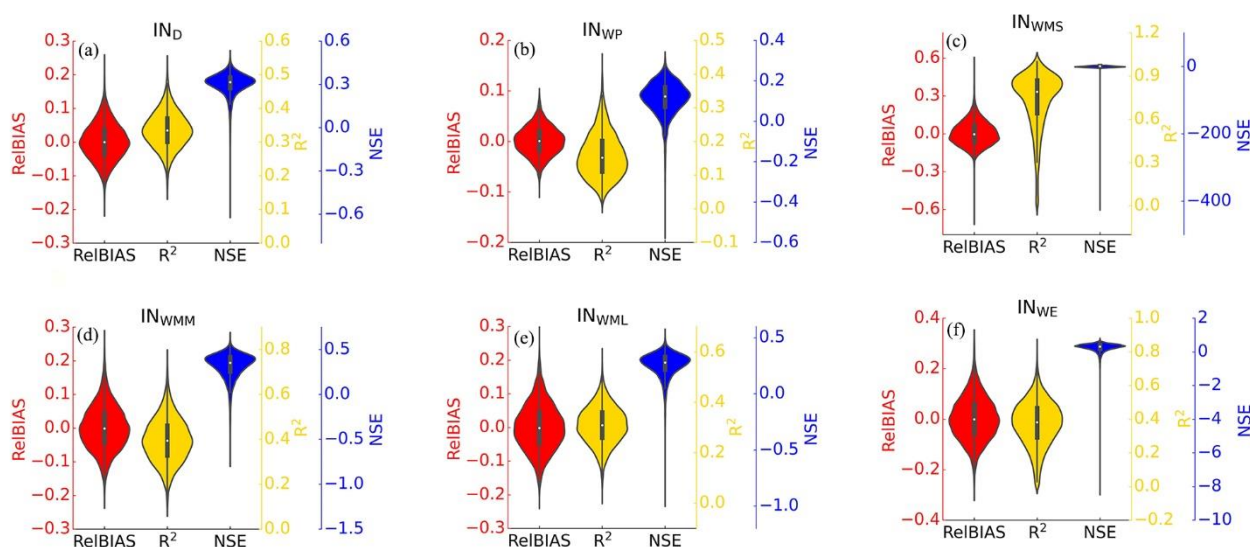 IN_D
(a)
0.3
0.2
0.1
0.0
−0.1
−0.2
−0.3
RelBIAS
0.6
0.5
0.4
0.3
0.2
0.1
0.0
R²
0.6
0.3
0.0
−0.3
−0.6
NSE
RelBIAS R² NSE
IN_WP
(b)
0.2
0.1
0.0
−0.1
−0.2
RelBIAS
0.5
0.4
0.3
0.2
0.1
0.0
−0.1
R²
0.4
0.2
0.0
−0.2
−0.4
−0.6
NSE
RelBIAS R² NSE
IN_WMS
(c)
0.6
0.3
0.0
−0.3
−0.6
RelBIAS
1.2
0.9
0.6
0.3
0.0
R²
0
−200
−400
NSE
RelBIAS R² NSE
IN_WMM
(d)
0.3
0.2
0.1
0.0
−0.1
−0.2
−0.3
RelBIAS
0.8
0.6
0.4
0.2
0.0
R²
0.5
0.0
−0.5
−1.0
−1.5
NSE
RelBIAS R² NSE
IN_WML
(e)
0.3
0.2
0.1
0.0
−0.1
−0.2
−0.3
RelBIAS
0.6
0.4
0.2
0.0
R²
0.5
0.0
−0.5
−1.0
NSE
RelBIAS R² NSE
IN_WE
(f)
0.4
0.2
0.0
−0.2
−0.4
RelBIAS
1.0
0.8
0.6
0.4
0.2
0.0
−0.2
R²
2
0
−2
−4
−6
−8
−10
NSE
RelBIAS R² NSE